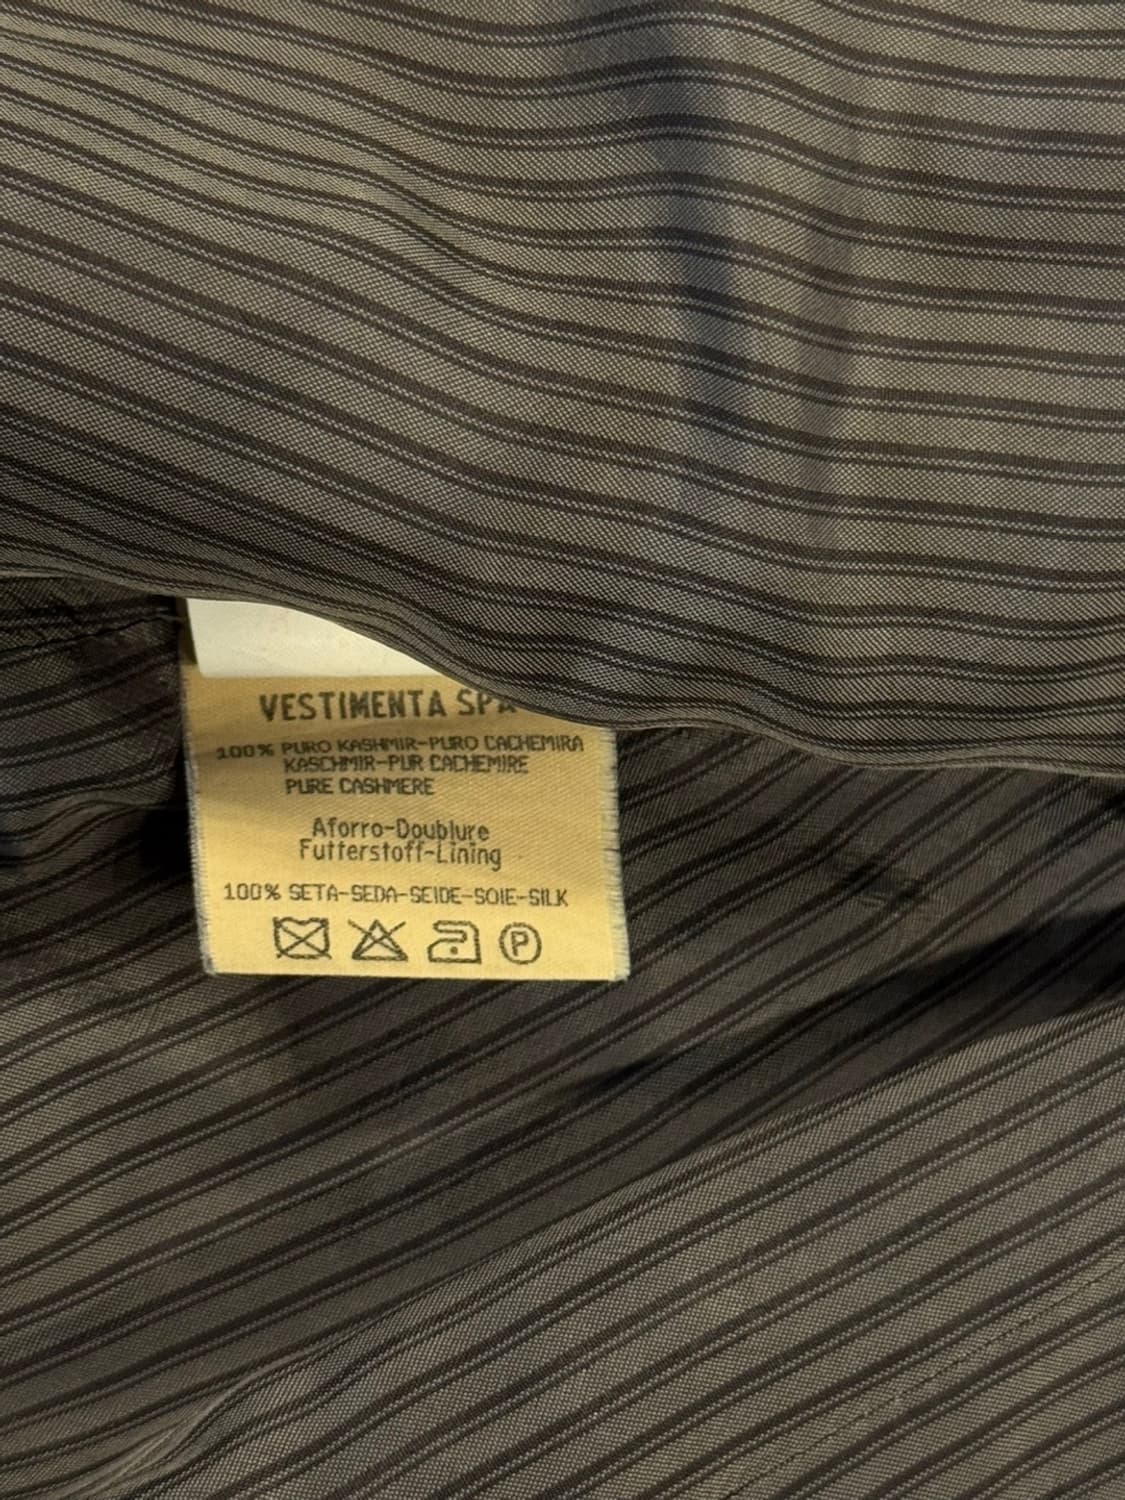 VESTIMENTA SPA
100% PURO KASHMIR-PURO CACHEMIRA
KASCHMIR-PUR CACHEMIRE
PURE CASHMERE
Aforro-Doublure
Futterstoff-Lining
100% SETA-SEDA-SEIDE-SOIE-SILK
P